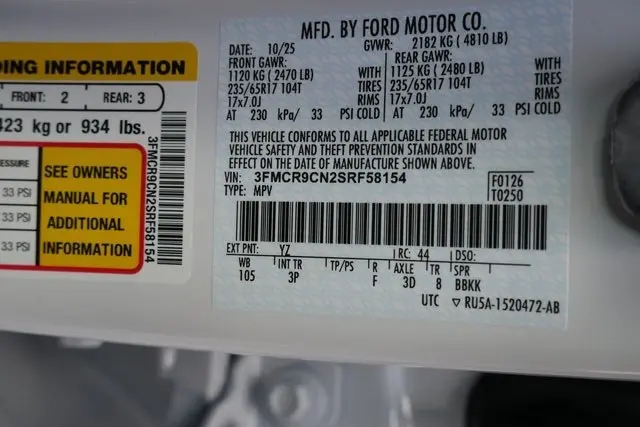 DING INFORMATION
FRONT: 2 REAR: 3
423 kg or 934 lbs.
PRESSURE
33 PSI
33 PSI
33 PSI
SEE OWNERS
MANUAL FOR
ADDITIONAL
INFORMATION
3FMCR9CN2SRF58154
MFD. BY FORD MOTOR CO.
DATE: 10/25 GVWR: 2182 KG ( 4810 LB)
FRONT GAWR: REAR GAWR:
1120 KG ( 2470 LB) WITH 1125 KG ( 2480 LB) WITH
235/65R17 104T TIRES 235/65R17 104T TIRES
17x7.0J RIMS 17x7.0J RIMS
AT 230 kPa/ 33 PSI COLD AT 230 kPa/ 33 PSI COLD
THIS VEHICLE CONFORMS TO ALL APPLICABLE FEDERAL MOTOR
VEHICLE SAFETY AND THEFT PREVENTION STANDARDS IN
EFFECT ON THE DATE OF MANUFACTURE SHOWN ABOVE.
VIN: 3FMCR9CN2SRF58154 F0126
TYPE: MPV T0250
EXT PNT: YZ RC: 44 DSO:
WB INT TR TP/PS R AXLE TR SPR
105 3P F 3D 8 BBKK
UTC ▽ RU5A-1520472-AB